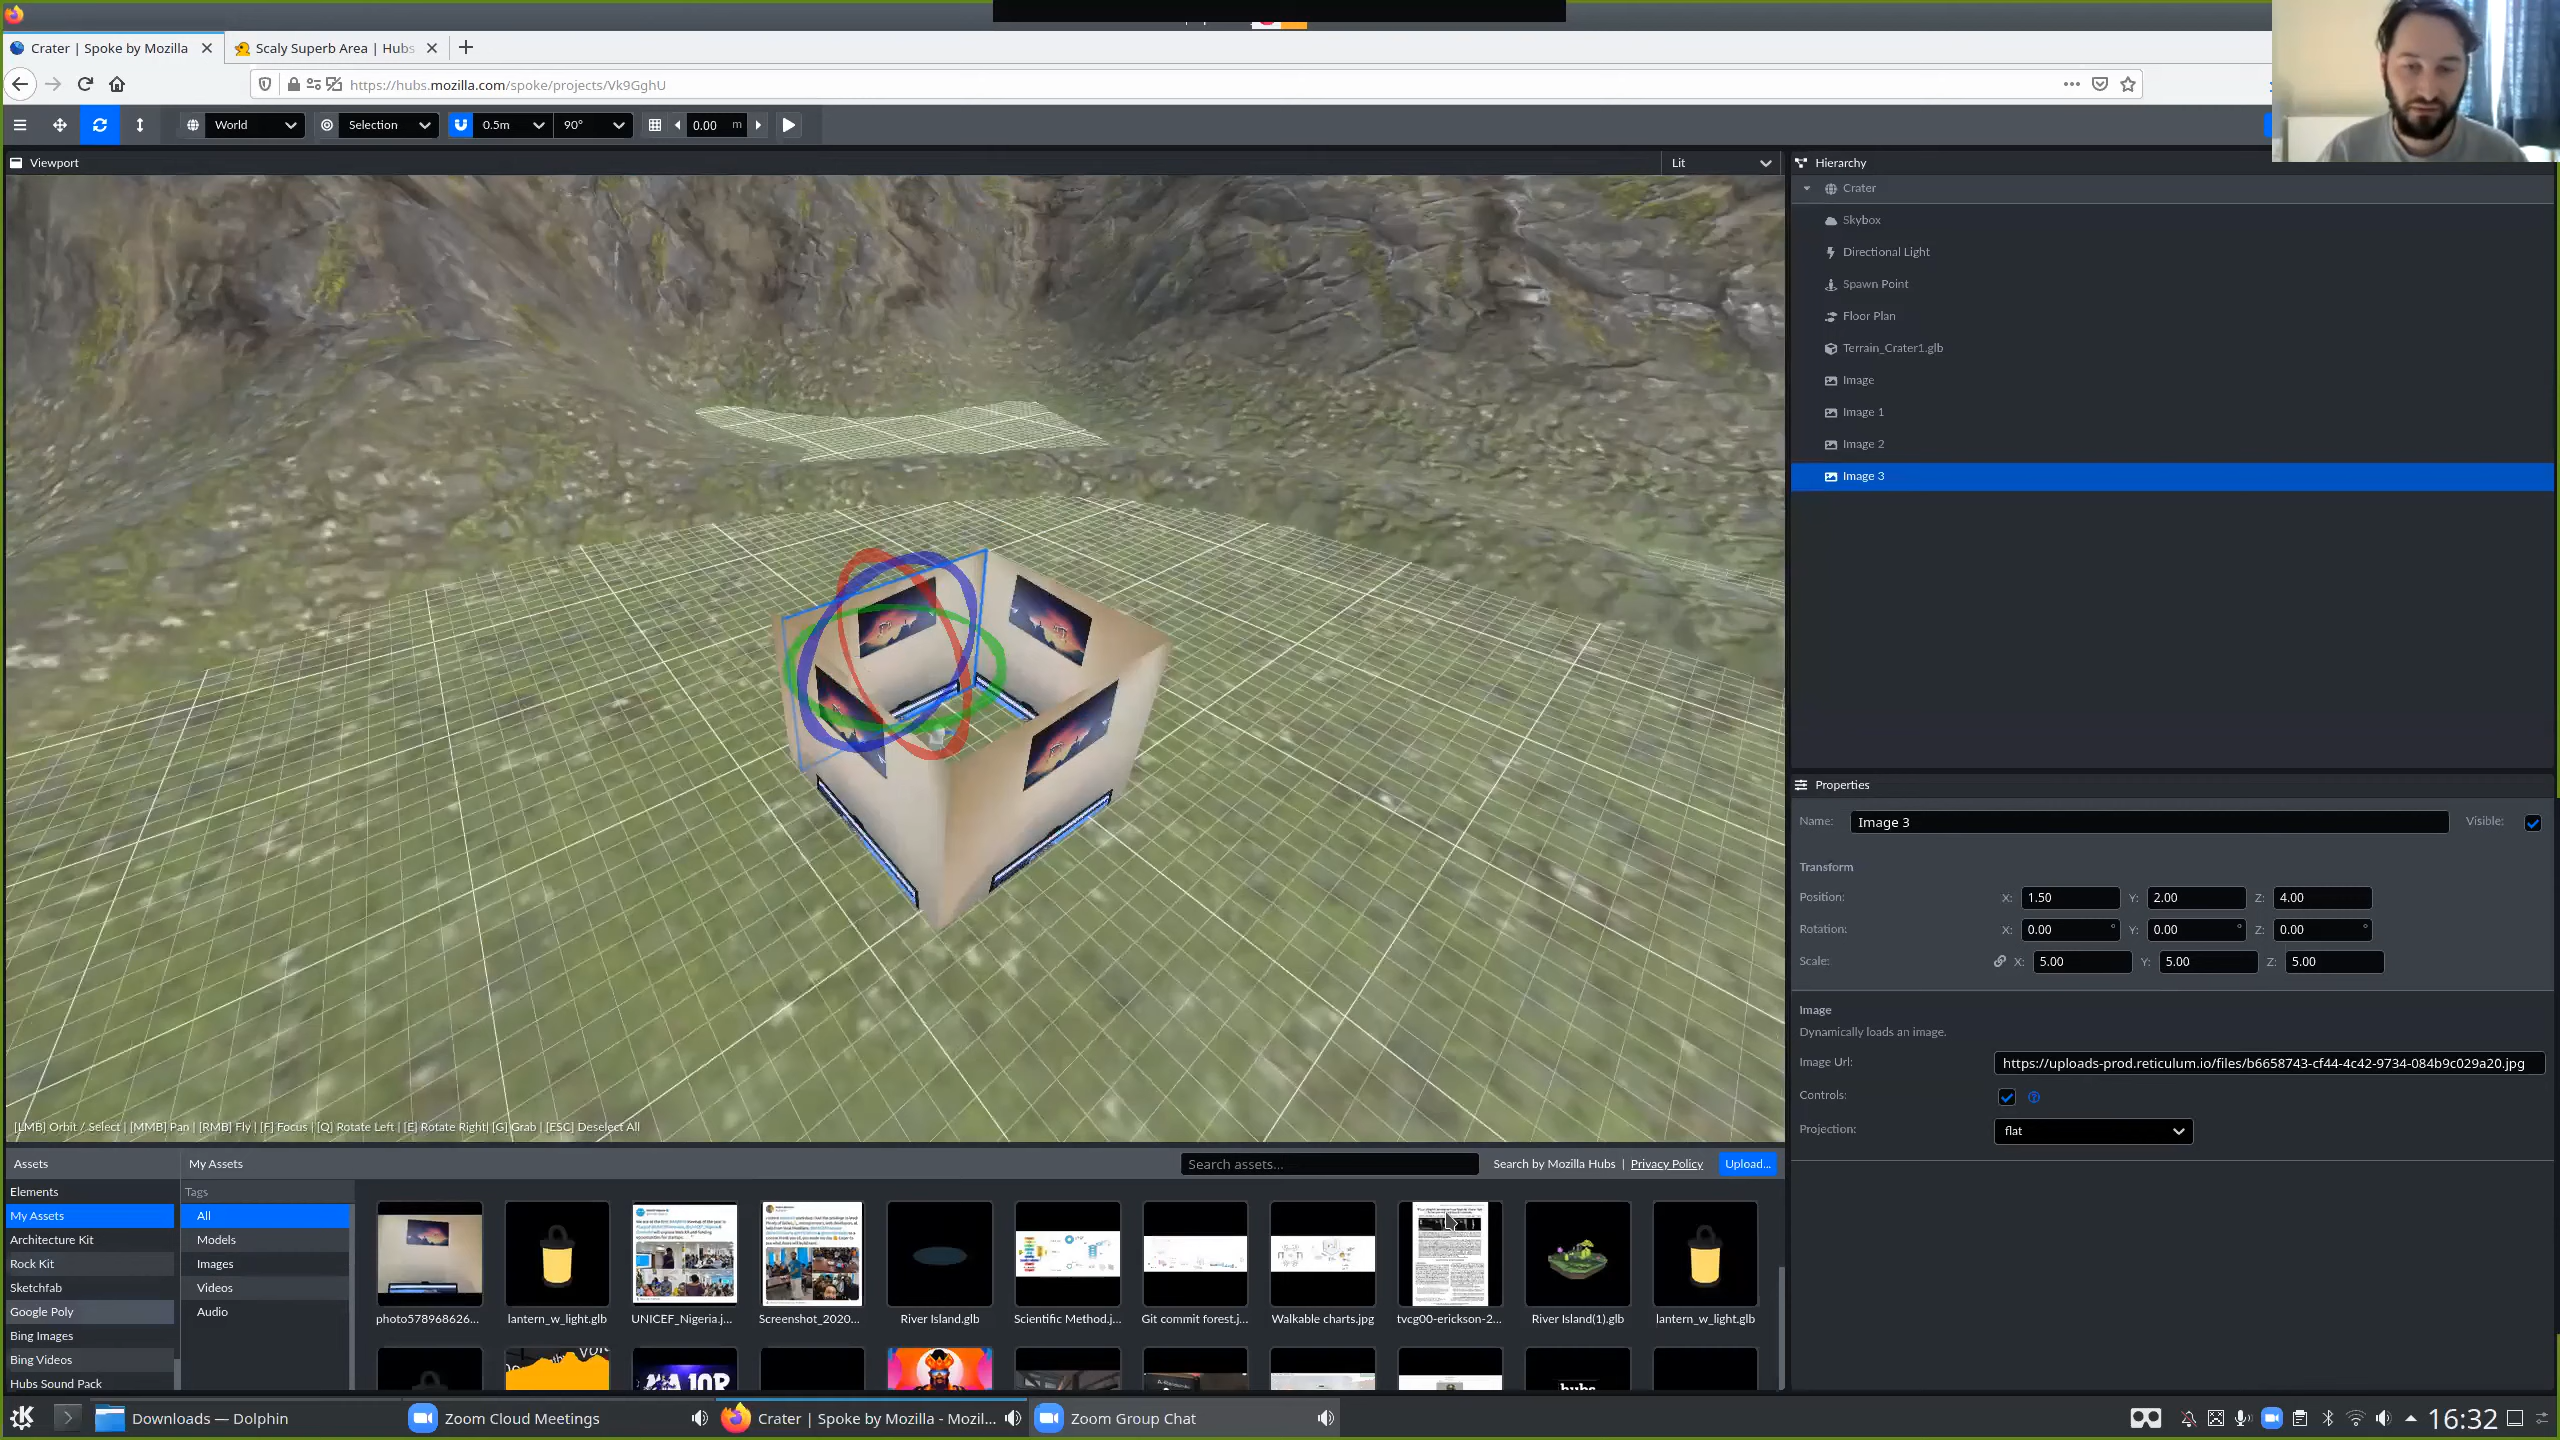 Crater | Spoke by Mozilla
Scaly Superb Area | Hubs
https://hubs.mozilla.com/spoke/projects/Vk9GghU
World
Selection
0.5m
90°
0.00 m
Viewport
Lit
Hierarchy
Crater
Skybox
Directional Light
Spawn Point
Floor Plan
Terrain_Crater1.glb
Image
Image 1
Image 2
Image 3
Properties
Name: Image 3 Visible:
Transform
Position: X: 1.50 Y: 2.00 Z: 4.00
Rotation: X: 0.00 ° Y: 0.00 ° Z: 0.00 °
Scale: X: 5.00 Y: 5.00 Z: 5.00
Image
Dynamically loads an image.
Image Url: https://uploads-prod.reticulum.io/files/b6658743-cf44-4c42-9734-084b9c029a20.jpg
Controls:
Projection: flat
[LMB] Orbit / Select | [MMB] Pan | [RMB] Fly | [F] Focus | [Q] Rotate Left | [E] Rotate Right| [G] Grab | [ESC] Deselect All
Assets
My Assets
Search assets...
Search by Mozilla Hubs | Privacy Policy
Upload...
Elements
My Assets
Architecture Kit
Rock Kit
Sketchfab
Google Poly
Bing Images
Bing Videos
Hubs Sound Pack
Tags
All
Models
Images
Videos
Audio
photo578968626...
lantern_w_light.glb
UNICEF_Nigeria.j...
Screenshot_2020...
River Island.glb
Scientific Method.j...
Git commit forest.j...
Walkable charts.jpg
tvcg00-erickson-2...
River Island(1).glb
lantern_w_light.glb
MAJOR
hubs
Downloads — Dolphin
Zoom Cloud Meetings
Crater | Spoke by Mozilla - Mozil...
Zoom Group Chat
16:32